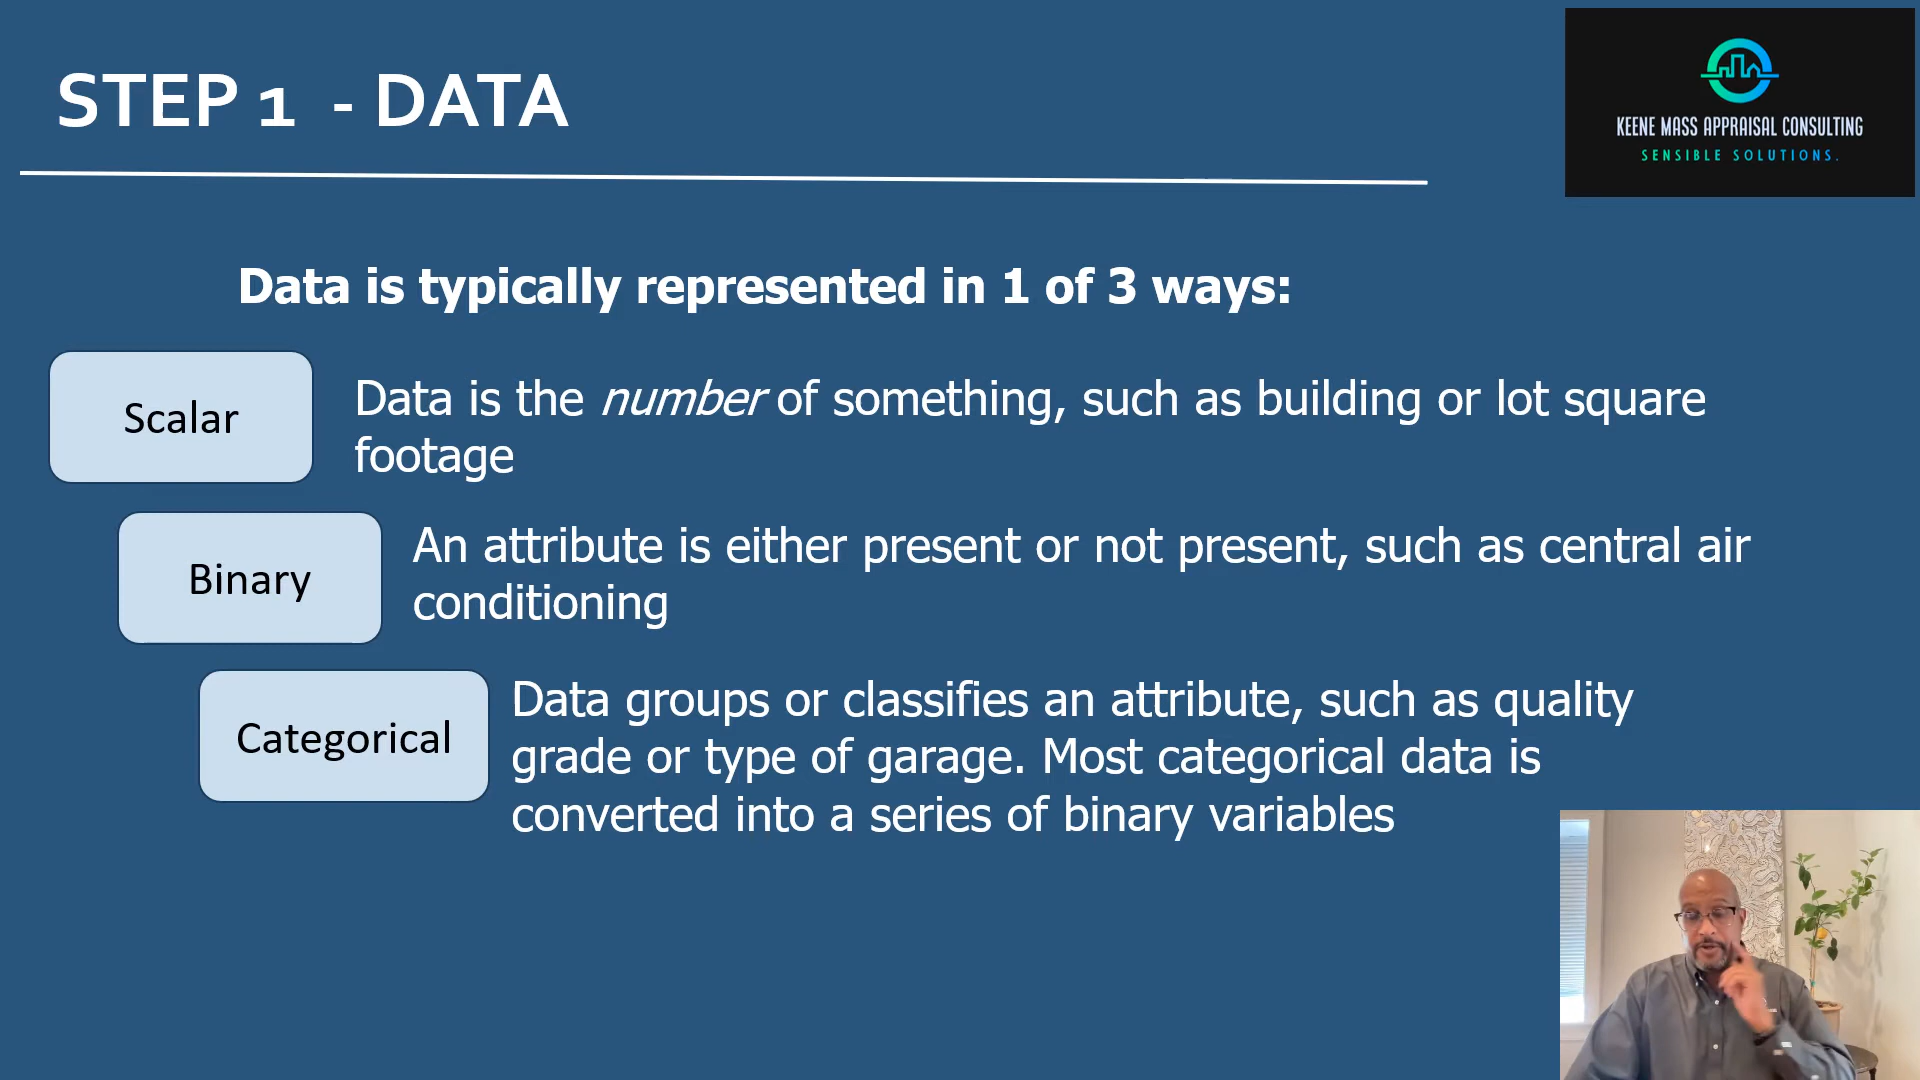 STEP 1 - DATA
KEENE MASS APPRAISAL CONSULTING
SENSIBLE SOLUTIONS.
Data is typically represented in 1 of 3 ways:
Scalar
Data is the number of something, such as building or lot square
footage
Binary
An attribute is either present or not present, such as central air
conditioning
Categorical
Data groups or classifies an attribute, such as quality
grade or type of garage. Most categorical data is
converted into a series of binary variables